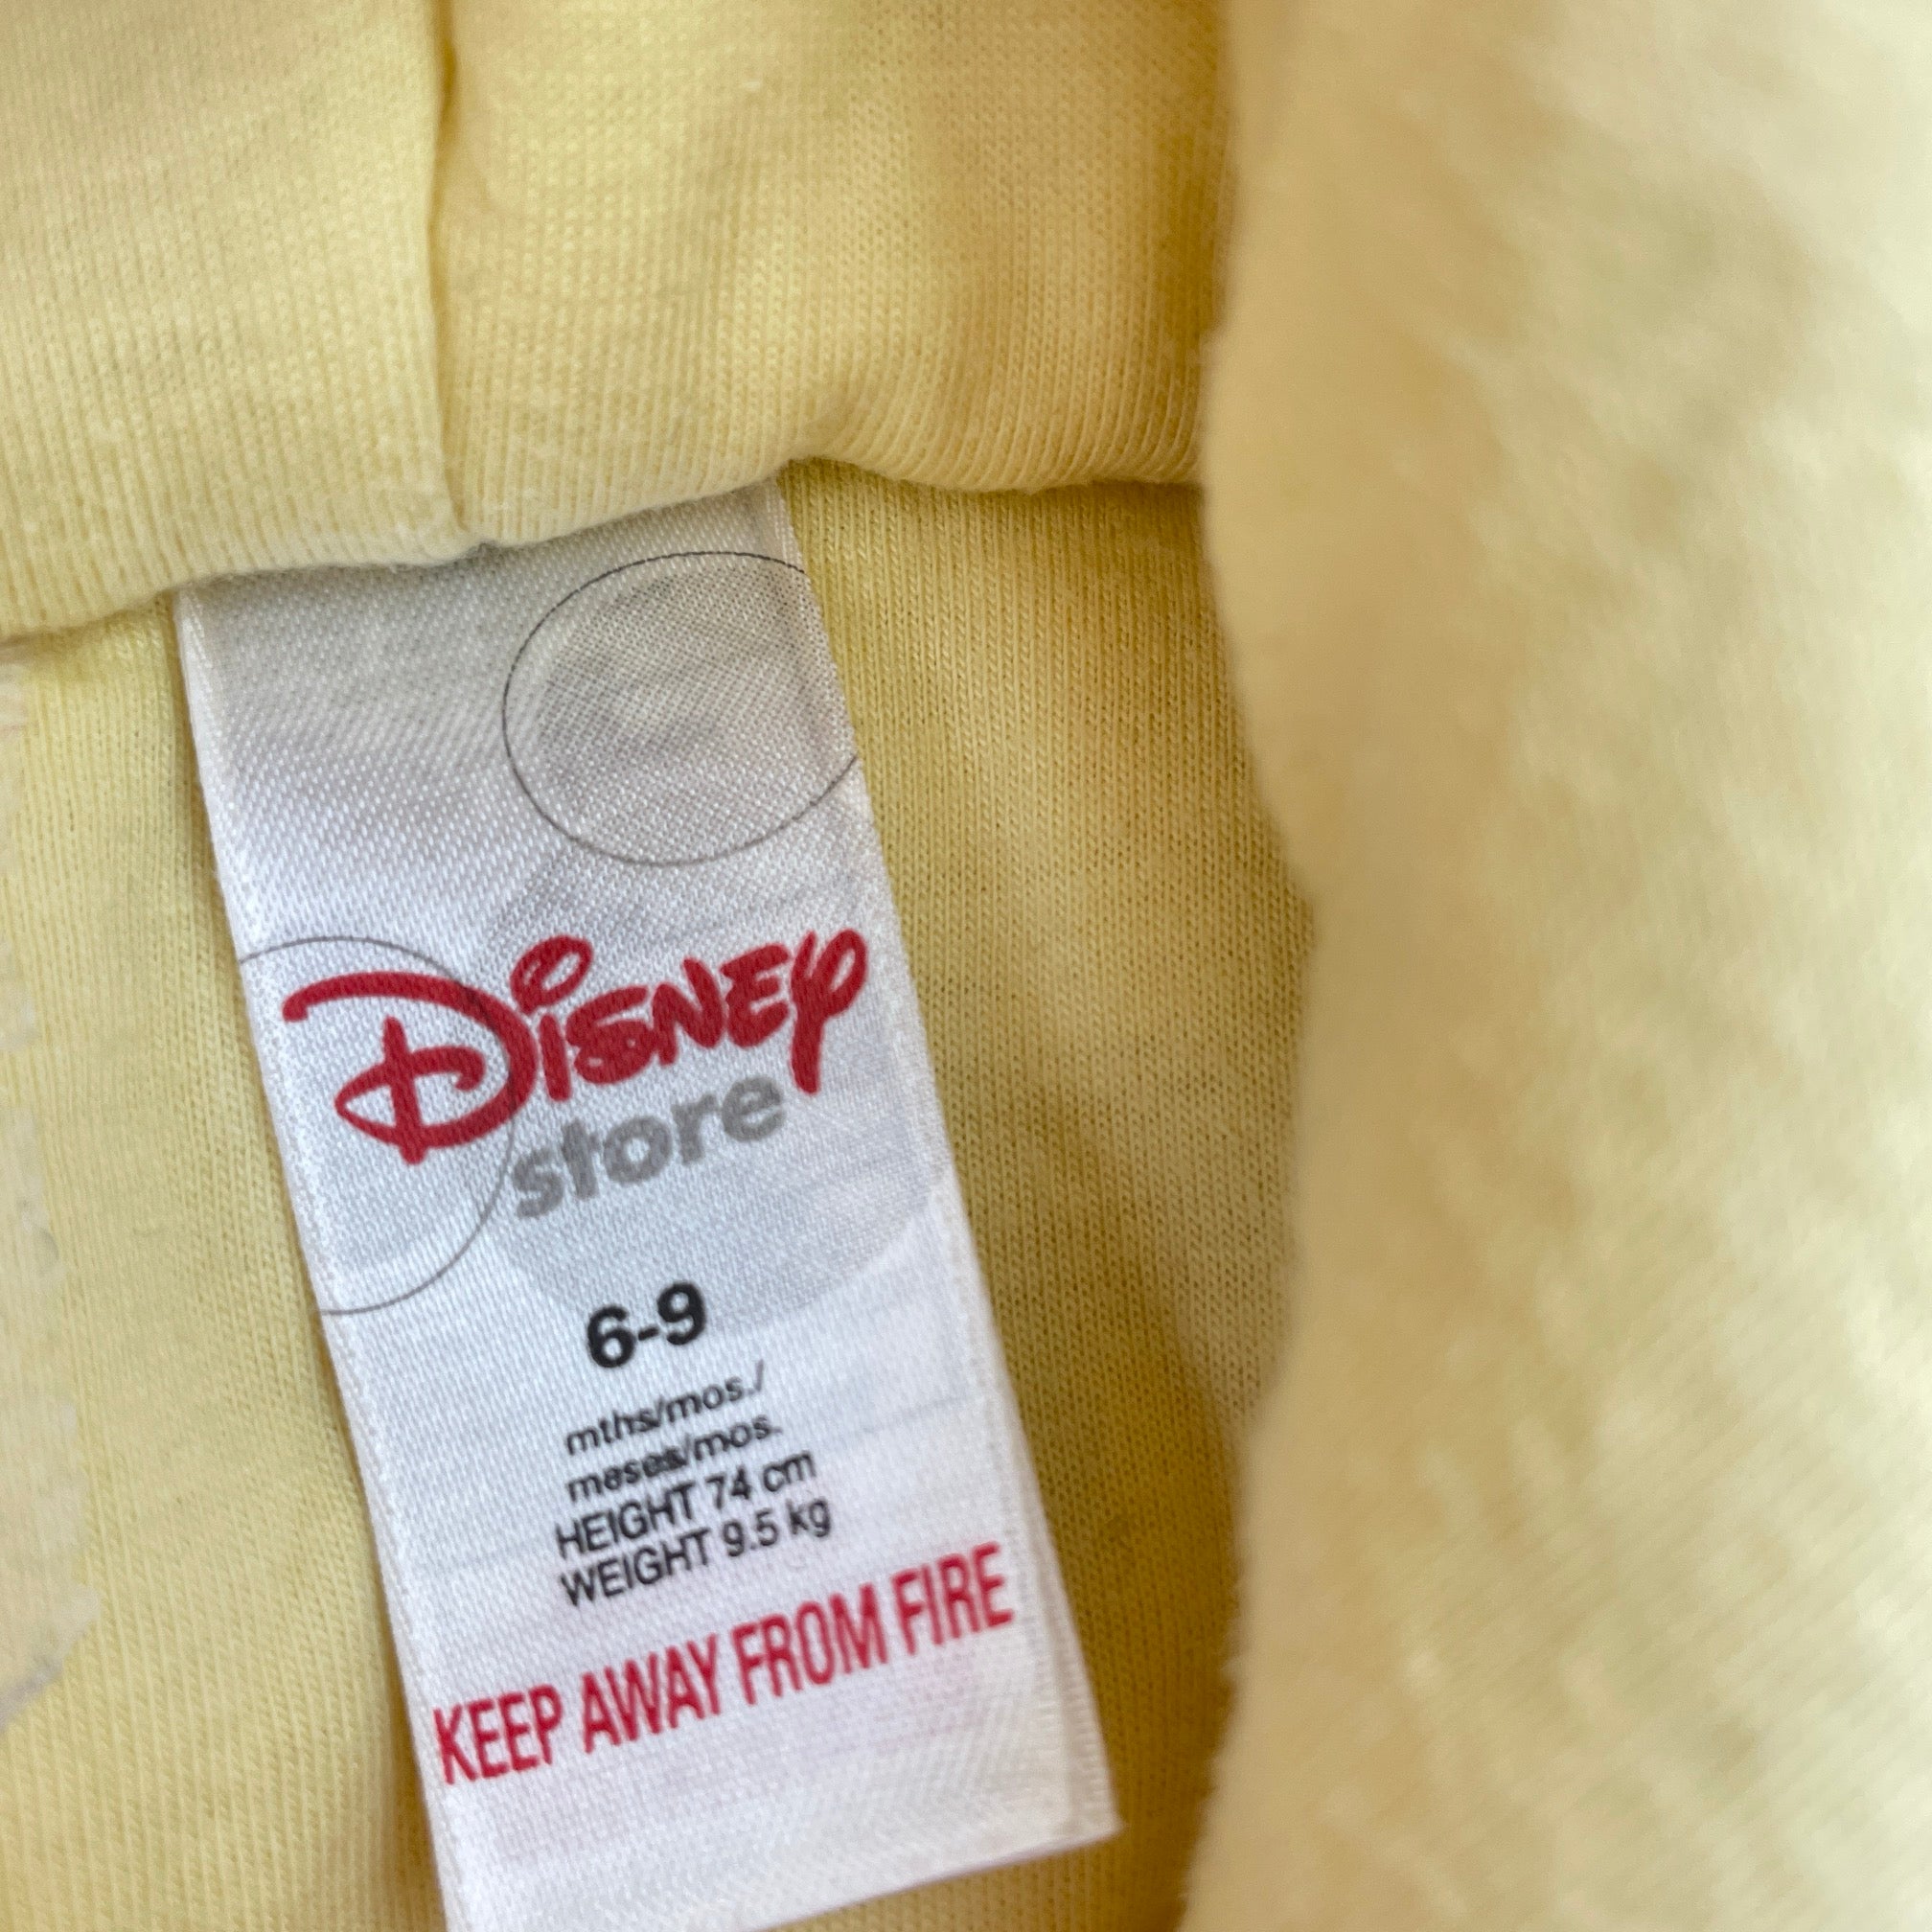 Disney
store
6-9
mths/mos./
meses/mos.
HEIGHT 74 cm
WEIGHT 9.5 kg
KEEP AWAY FROM FIRE